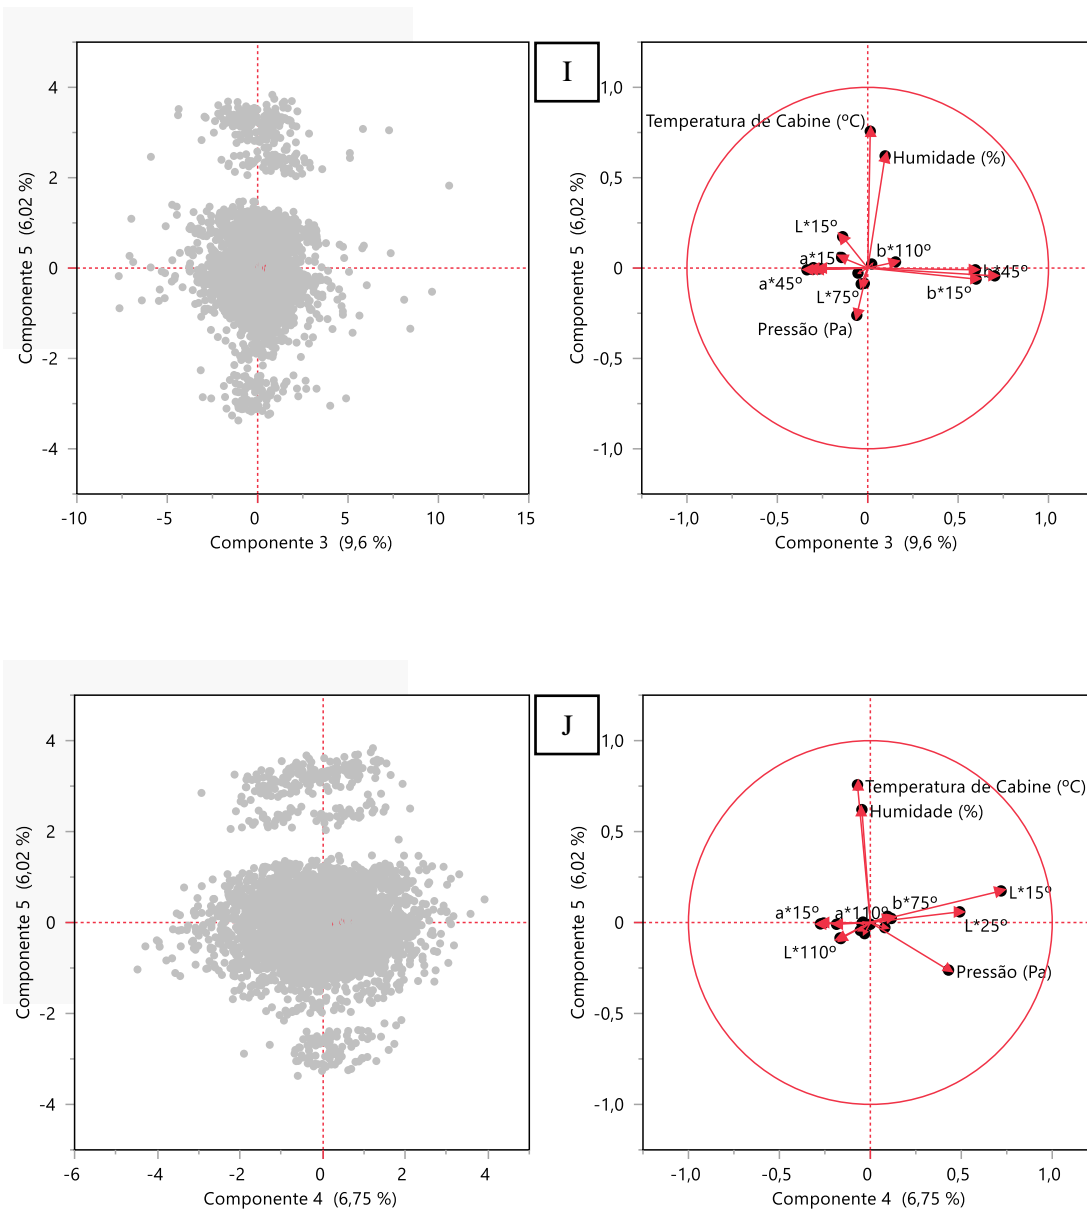 I
4
2
0
-2
-4
Componente 5 (6,02 %)
-10
-5
0
5
10
15
Componente 3 (9,6 %)
1,0
0,5
0
-0,5
-1,0
Componente 5 (6,02 %)
Temperatura de Cabine (ºC)
Humidade (%)
L*15º
b*110º
a*15º
b*45º
a*45º
L*75º
b*15º
Pressão (Pa)
-1,0
-0,5
0
0,5
1,0
Componente 3 (9,6 %)
J
4
2
0
-2
-4
Componente 5 (6,02 %)
-6
-4
-2
0
2
4
Componente 4 (6,75 %)
1,0
0,5
0
-0,5
-1,0
Componente 5 (6,02 %)
Temperatura de Cabine (ºC)
Humidade (%)
L*15º
b*75º
a*15º
a*110º
L*25º
L*110º
Pressão (Pa)
-1,0
-0,5
0
0,5
1,0
Componente 4 (6,75 %)